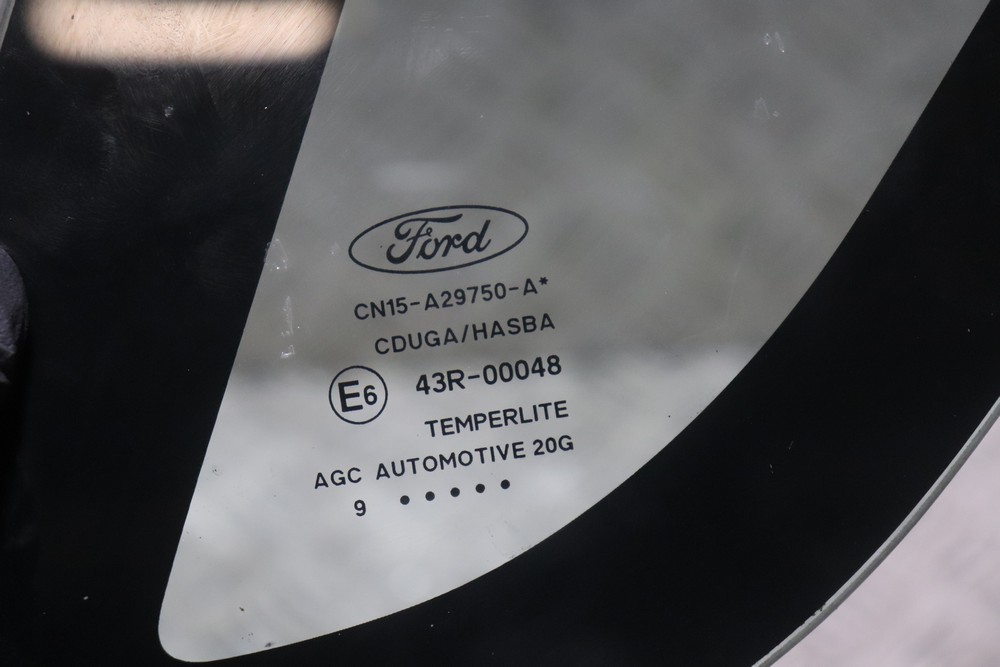 Ford
CN15-A29750-A*
CDUGA/HASBA
E6 43R-00048
TEMPERLITE
AGC AUTOMOTIVE 20G
9 • • • • •